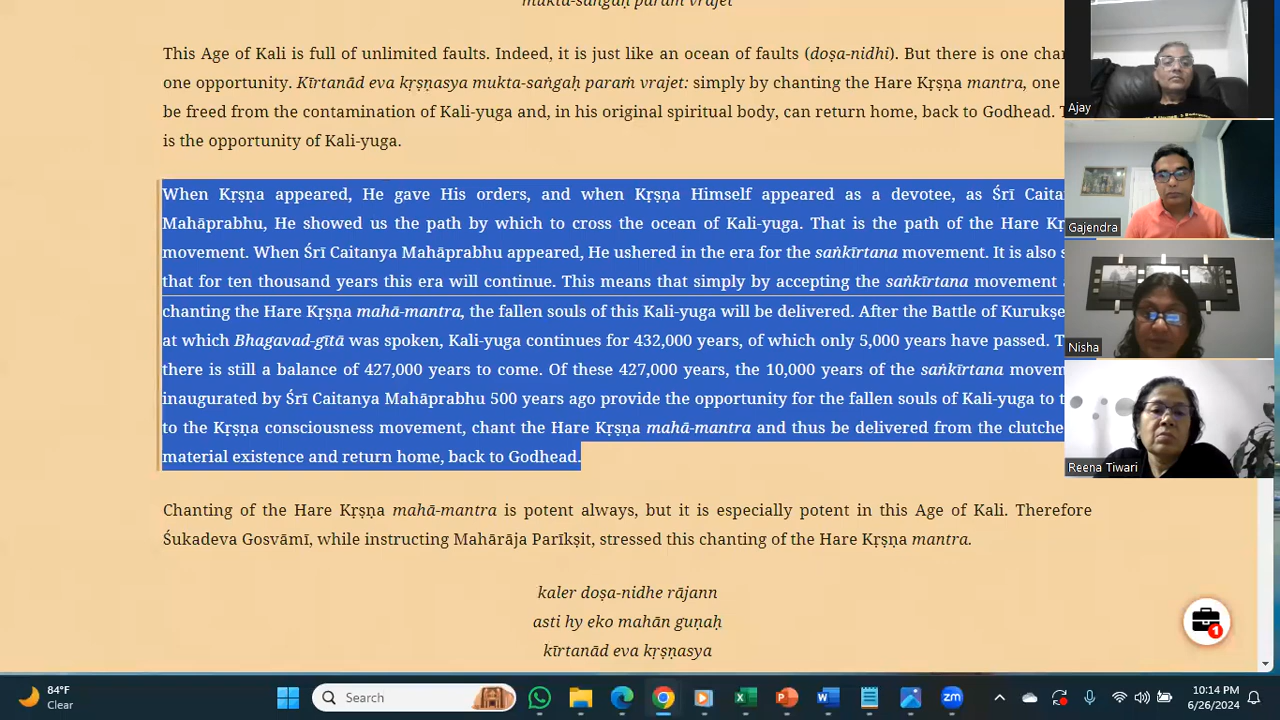 mukta-saṅgaḥ paraṁ vrajet
This Age of Kali is full of unlimited faults. Indeed, it is just like an ocean of faults (doṣa-nidhi). But there is one
one opportunity. Kīrtanād eva kṛṣṇasya mukta-saṅgaḥ paraṁ vrajet: simply by chanting the Hare Kṛṣṇa mantra, one
be freed from the contamination of Kali-yuga and, in his original spiritual body, can return home, back to Godhead.
is the opportunity of Kali-yuga.
When Kṛṣṇa appeared, He gave His orders, and when Kṛṣṇa Himself appeared as a devotee, as Śrī
Mahāprabhu, He showed us the path by which to cross the ocean of Kali-yuga. That is the path of the Hare
movement. When Śrī Caitanya Mahāprabhu appeared, He ushered in the era for the saṅkīrtana movement. It is also
that for ten thousand years this era will continue. This means that simply by accepting the saṅkīrtana movement
chanting the Hare Kṛṣṇa mahā-mantra, the fallen souls of this Kali-yuga will be delivered. After the Battle of
at which Bhagavad-gītā was spoken, Kali-yuga continues for 432,000 years, of which only 5,000 years have passed.
there is still a balance of 427,000 years to come. Of these 427,000 years, the 10,000 years of the saṅkīrtana
inaugurated by Śrī Caitanya Mahāprabhu 500 years ago provide the opportunity for the fallen souls of Kali-yuga to
to the Kṛṣṇa consciousness movement, chant the Hare Kṛṣṇa mahā-mantra and thus be delivered from the
material existence and return home, back to Godhead.
Chanting of the Hare Kṛṣṇa mahā-mantra is potent always, but it is especially potent in this Age of Kali. Therefore
Śukadeva Gosvāmī, while instructing Mahārāja Parīkṣit, stressed this chanting of the Hare Kṛṣṇa mantra.
kaler doṣa-nidhe rājann
asti hy eko mahān guṇaḥ
kīrtanād eva kṛṣṇasya
Ajay
Gajendra
Nisha
Reena Tiwari
1
84°F
Clear
Search
10:14 PM
6/26/2024